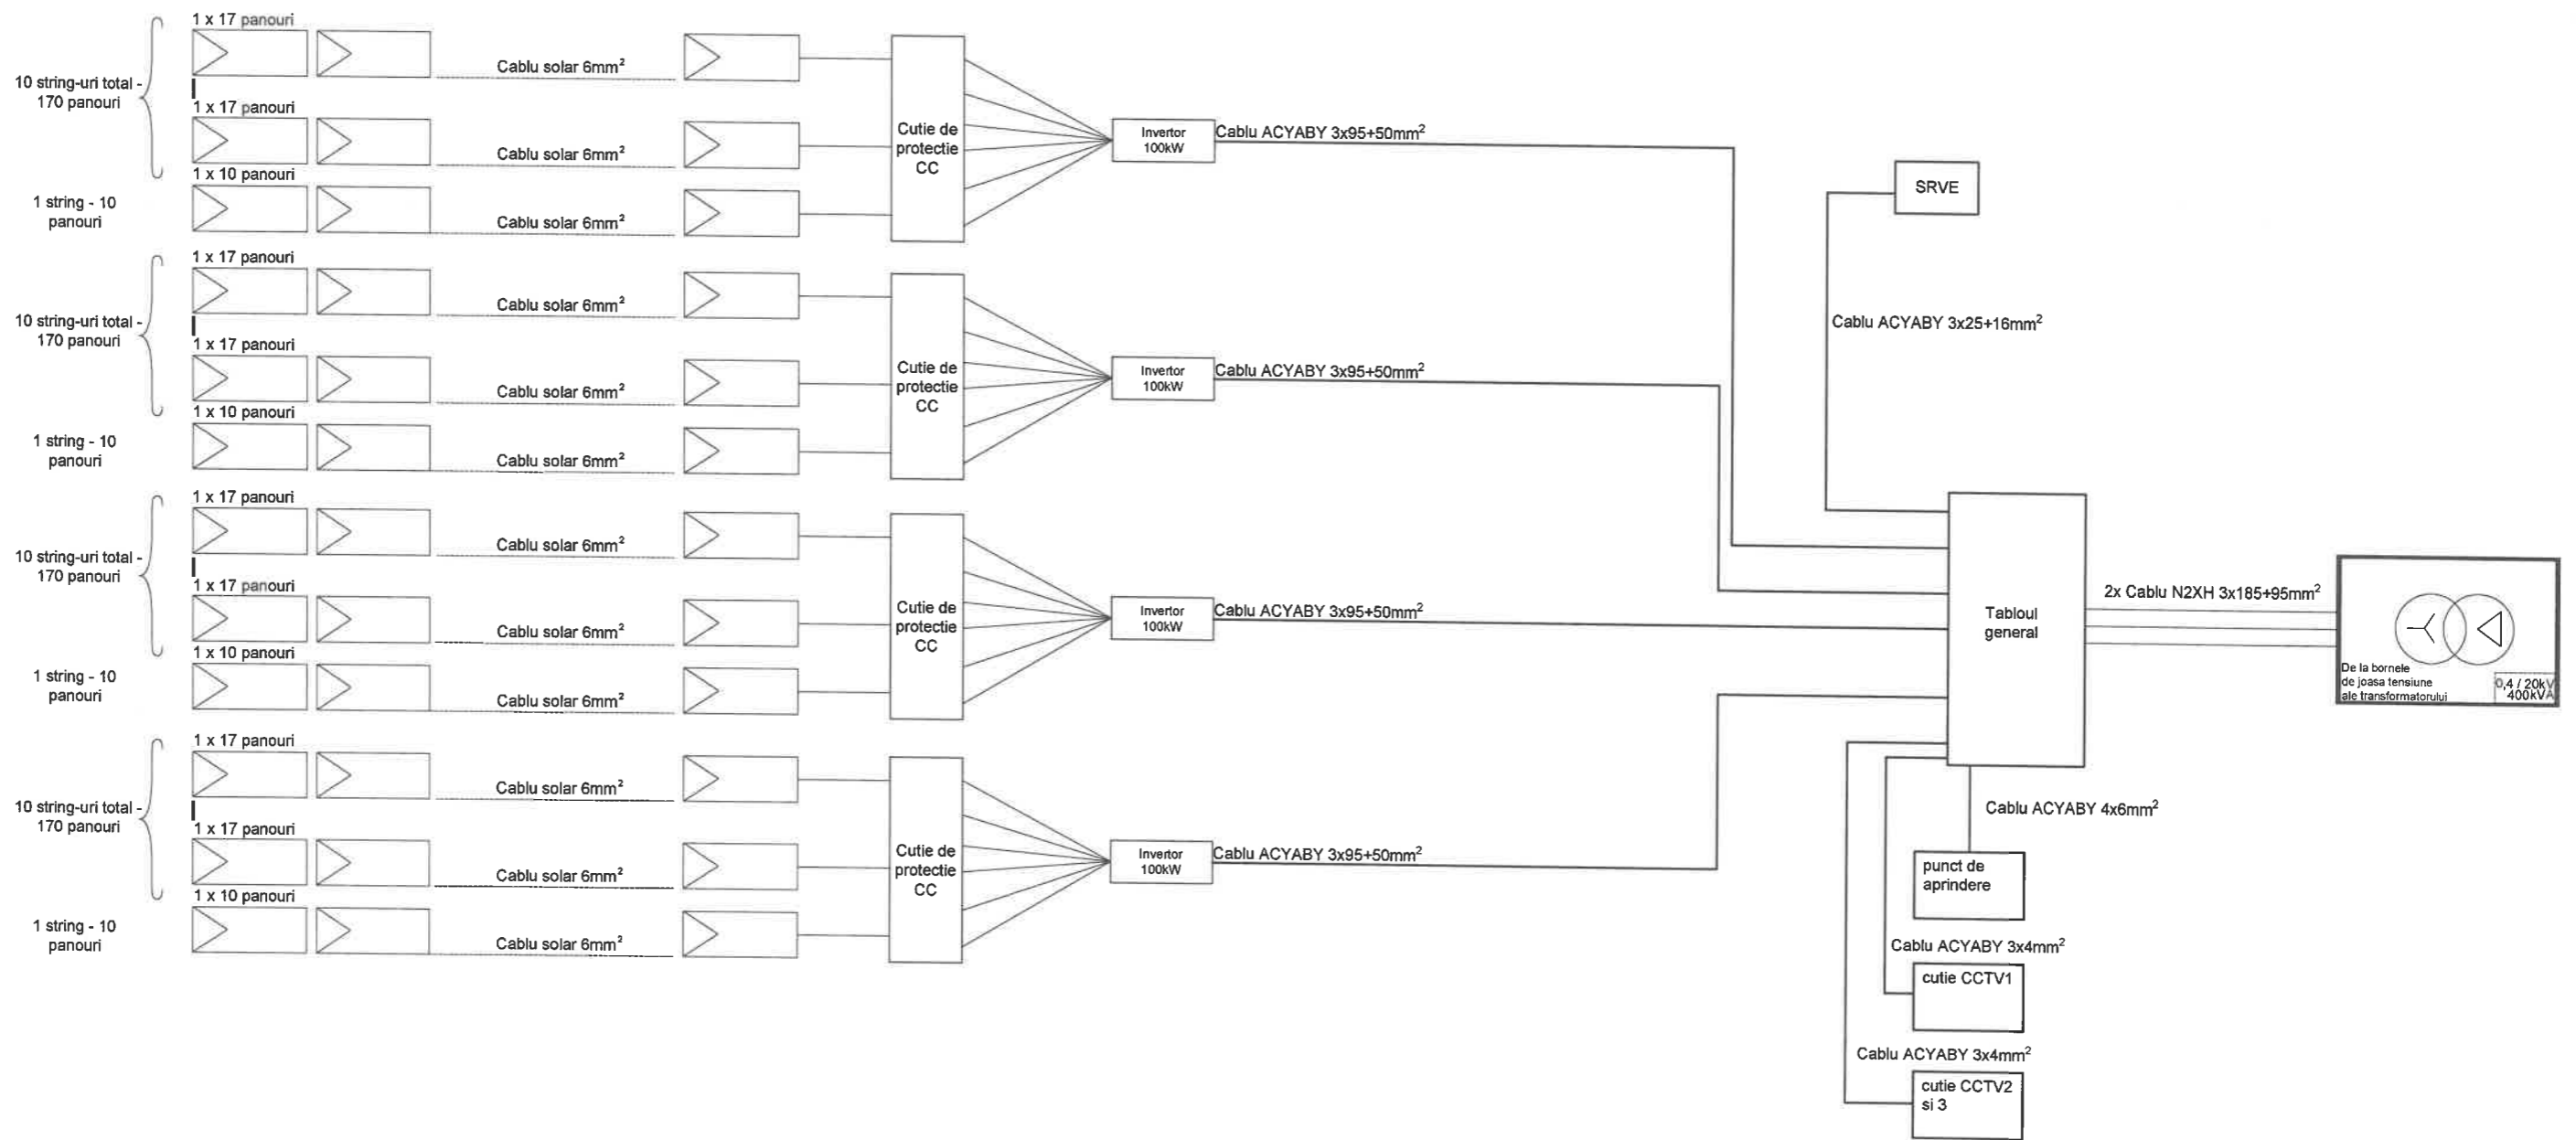 1 x 17 panouri
10 string-uri total -
170 panouri
Cablu solar 6mm²
1 x 17 panouri
Cablu solar 6mm²
1 x 10 panouri
1 string - 10
panouri
Cablu solar 6mm²
Cutie de
protectie
CC
Invertor
100kW
Cablu ACYABY 3x95+50mm²
1 x 17 panouri
10 string-uri total -
170 panouri
Cablu solar 6mm²
1 x 17 panouri
Cablu solar 6mm²
1 x 10 panouri
1 string - 10
panouri
Cablu solar 6mm²
Cutie de
protectie
CC
Invertor
100kW
Cablu ACYABY 3x95+50mm²
1 x 17 panouri
10 string-uri total -
170 panouri
Cablu solar 6mm²
1 x 17 panouri
Cablu solar 6mm²
1 x 10 panouri
1 string - 10
panouri
Cablu solar 6mm²
Cutie de
protectie
CC
Invertor
100kW
Cablu ACYABY 3x95+50mm²
1 x 17 panouri
10 string-uri total -
170 panouri
Cablu solar 6mm²
1 x 17 panouri
Cablu solar 6mm²
1 x 10 panouri
1 string - 10
panouri
Cablu solar 6mm²
Cutie de
protectie
CC
Invertor
100kW
Cablu ACYABY 3x95+50mm²
SRVE
Cablu ACYABY 3x25+16mm²
Tabloul
general
2x Cablu N2XH 3x185+95mm²
De la bornele
de joasa tensiune
ale transformatorului
0,4 / 20kV
400kVA
Cablu ACYABY 4x6mm²
punct de
aprindere
Cablu ACYABY 3x4mm²
cutie CCTV1
Cablu ACYABY 3x4mm²
cutie CCTV2
si 3